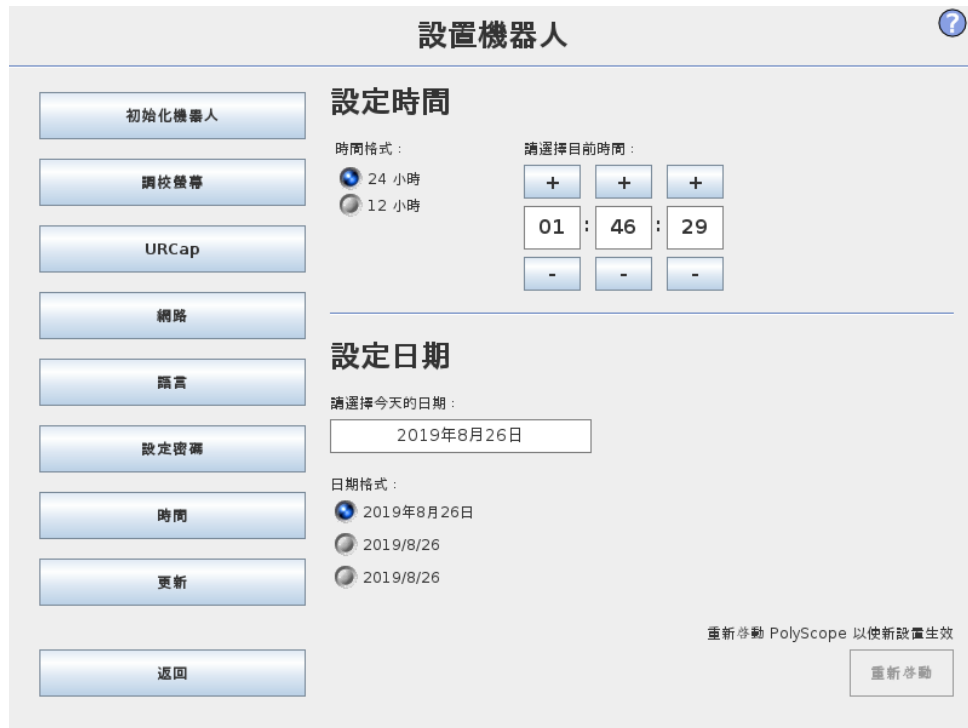 設置機器人
?
初始化機器人
調校螢幕
URCap
網路
語言
設定密碼
時間
更新
返回
設定時間
時間格式：
24 小時
12 小時
請選擇目前時間：
+ + +
01 : 46 : 29
- - -
設定日期
請選擇今天的日期：
2019年8月26日
日期格式：
2019年8月26日
2019/8/26
2019/8/26
重新啓動 PolyScope 以使新設置生效
重新啓動